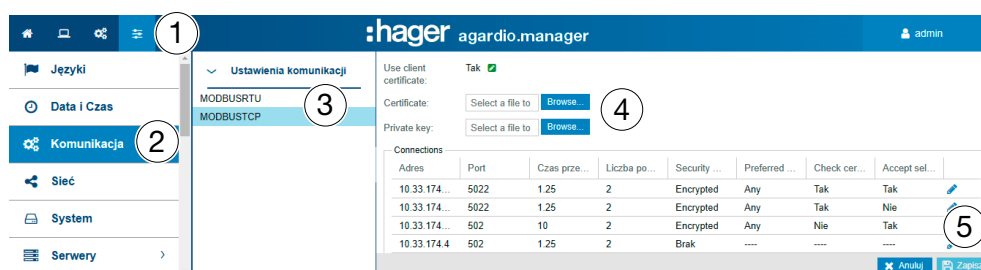 1
:hager agardio.manager
admin
Języki
Data i Czas
Komunikacja
2
Sieć
System
Serwery
Ustawienia komunikacji
MODBUSRTU
MODBUSTCP
3
Use client certificate: Tak
Certificate: Select a file to Browse...
Private key: Select a file to Browse...
4
Connections
Adres Port Czas prze... Liczba po... Security ... Preferred ... Check cer... Accept sel...
10.33.174... 5022 1.25 2 Encrypted Any Tak Tak
10.33.174... 5022 1.25 2 Encrypted Any Tak Nie
10.33.174... 502 10 2 Encrypted Any Nie Tak
10.33.174.4 502 1.25 2 Brak ---- ---- ----
5
Anuluj Zapisz